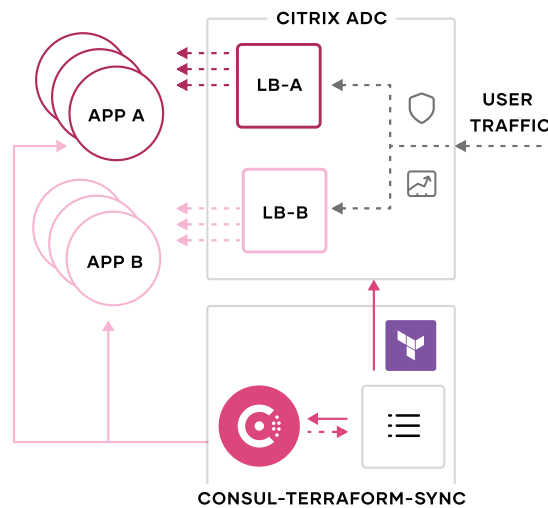 CITRIX ADC
LB-A
APP A
USER
TRAFFIC
LB-B
APP B
CONSUL-TERRAFORM-SYNC